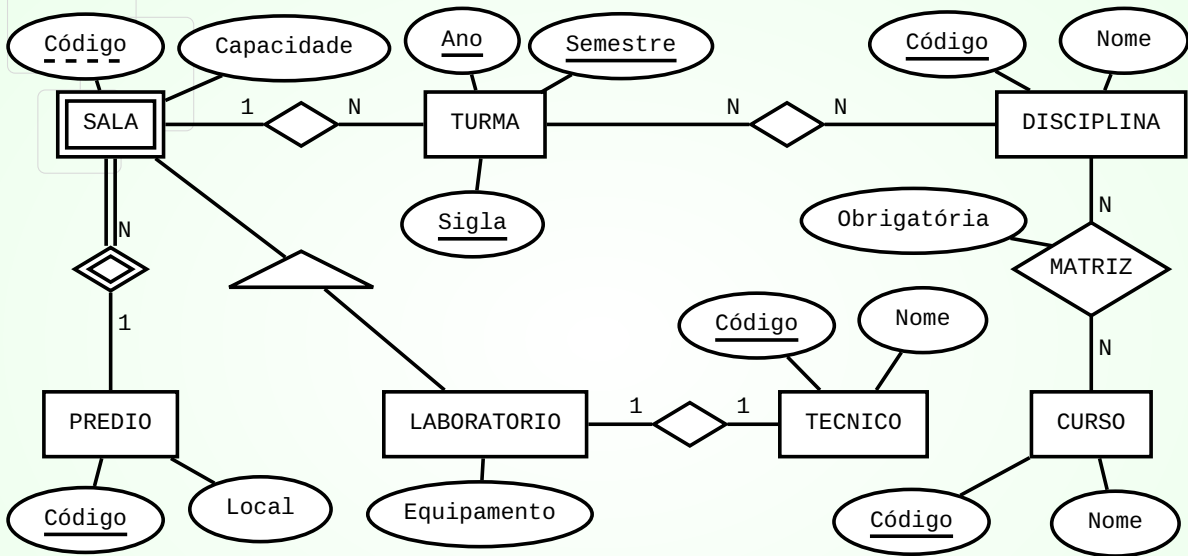 Código
Capacidade
Ano
Semestre
Código
Nome
SALA
1
N
TURMA
N
N
DISCIPLINA
Sigla
Obrigatória
N
N
MATRIZ
1
Código
Nome
N
PREDIO
LABORATORIO
1
1
TECNICO
CURSO
Código
Local
Equipamento
Código
Nome